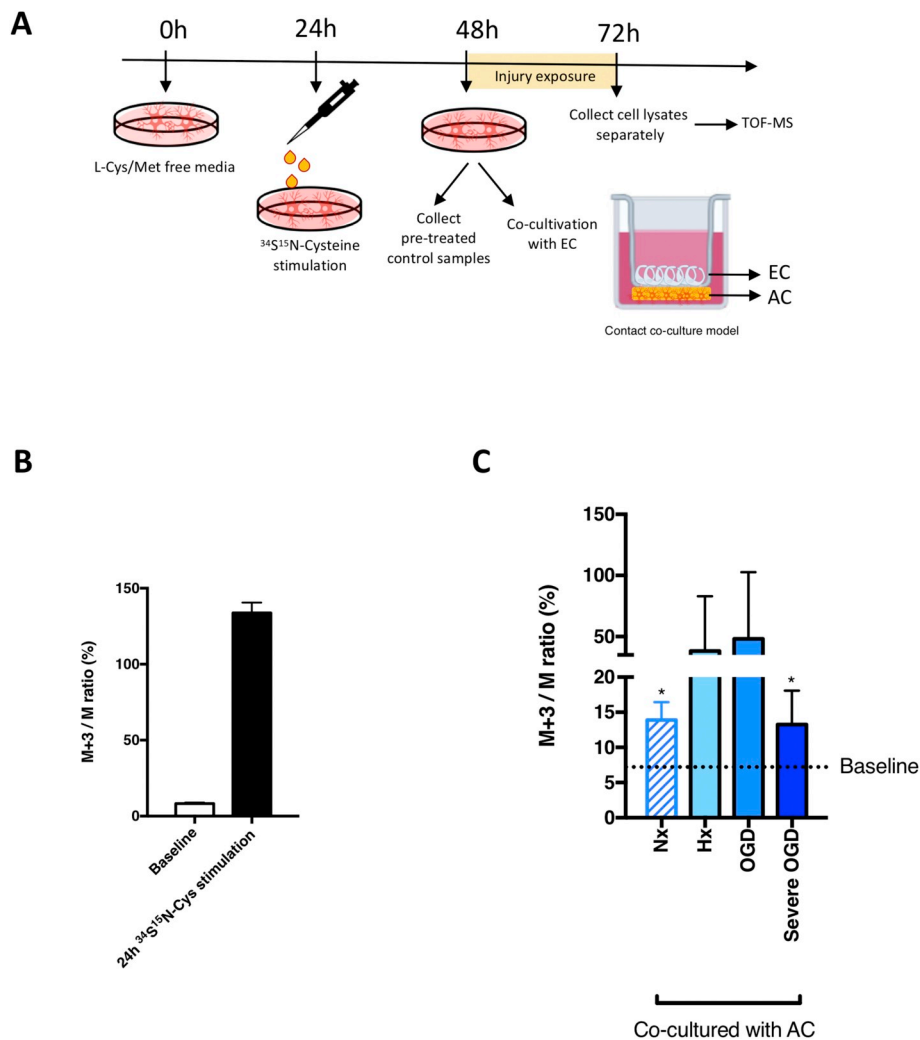 A
0h
24h
48h
72h
Injury exposure
L-Cys/Met free media
³⁴S¹⁵N-Cysteine
stimulation
Collect
pre-treated
control samples
Co-cultivation
with EC
Collect cell lysates
separately
TOF-MS
EC
AC
Contact co-culture model
B
M+3 / M ratio (%)
150
100
50
0
Baseline
24h ³⁴S¹⁵N-Cys stimulation
C
M+3 / M ratio (%)
150
100
50
20
15
10
5
0
*
*
Baseline
Nx
Hx
OGD
Severe OGD
Co-cultured with AC